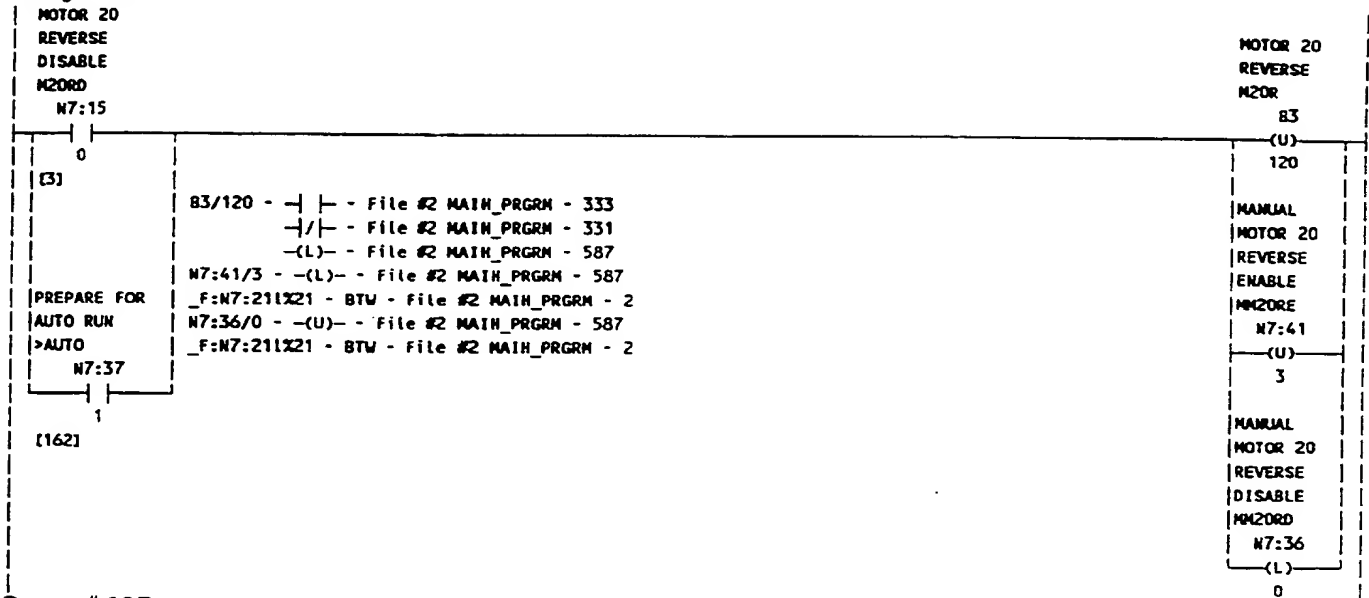 MOTOR 20
REVERSE
DISABLE
M20RD
N7:15
0
[3]
B3/120 - ─┤ ├─ - File #2 MAIN_PRGRM - 333
─┤/├─ - File #2 MAIN_PRGRM - 331
─(L)─ - File #2 MAIN_PRGRM - 587
N7:41/3 - ─(L)─ - File #2 MAIN_PRGRM - 587
_F:N7:211%21 - BTW - File #2 MAIN_PRGRM - 2
N7:36/0 - ─(U)─ - File #2 MAIN_PRGRM - 587
_F:N7:211%21 - BTW - File #2 MAIN_PRGRM - 2
PREPARE FOR
AUTO RUN
>AUTO
N7:37
1
[162]
MOTOR 20
REVERSE
M20R
B3
(U)
120
MANUAL
MOTOR 20
REVERSE
ENABLE
MM20RE
N7:41
(U)
3
MANUAL
MOTOR 20
REVERSE
DISABLE
MM20RD
N7:36
(L)
0